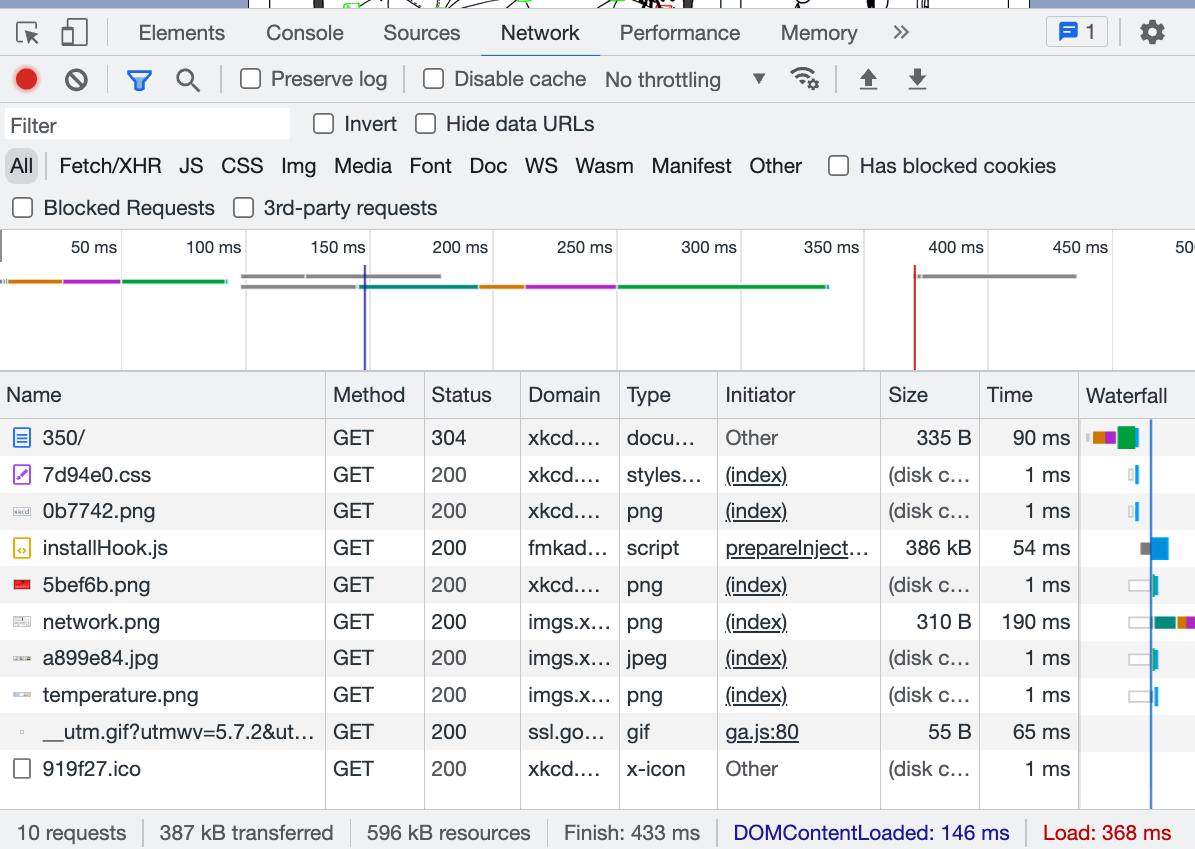 Elements Console Sources Network Performance Memory » 1
Preserve log Disable cache No throttling ▼
Filter Invert Hide data URLs
All Fetch/XHR JS CSS Img Media Font Doc WS Wasm Manifest Other Has blocked cookies
Blocked Requests 3rd-party requests
50 ms 100 ms 150 ms 200 ms 250 ms 300 ms 350 ms 400 ms 450 ms 50
Name Method Status Domain Type Initiator Size Time Waterfall
350/ GET 304 xkcd.… docu… Other 335 B 90 ms
7d94e0.css GET 200 xkcd.… styles… (index) (disk c… 1 ms
0b7742.png GET 200 xkcd.… png (index) (disk c… 1 ms
installHook.js GET 200 fmkad… script prepareInject… 386 kB 54 ms
5bef6b.png GET 200 xkcd.… png (index) (disk c… 1 ms
network.png GET 200 imgs.x… png (index) 310 B 190 ms
a899e84.jpg GET 200 imgs.x… jpeg (index) (disk c… 1 ms
temperature.png GET 200 imgs.x… png (index) (disk c… 1 ms
__utm.gif?utmwv=5.7.2&ut… GET 200 ssl.go… gif ga.js:80 55 B 65 ms
919f27.ico GET 200 xkcd.… x-icon Other (disk c… 1 ms
10 requests 387 kB transferred 596 kB resources Finish: 433 ms DOMContentLoaded: 146 ms Load: 368 ms